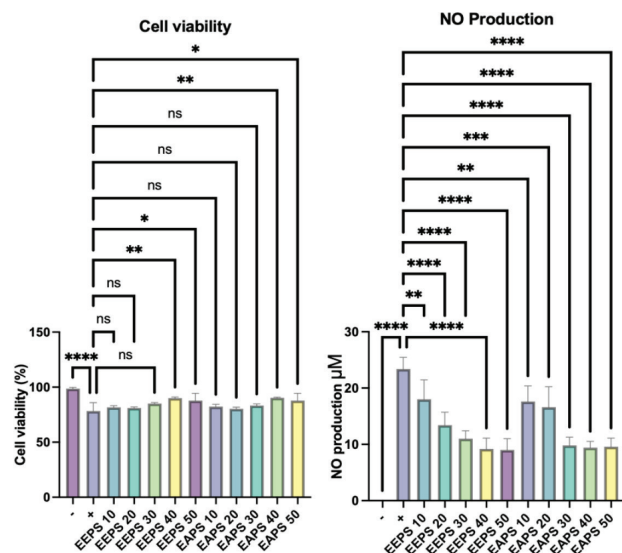 Cell viability
*
**
ns
ns
ns
*
**
ns
ns
****
150
100
50
0
Cell viability (%)
-
+
EEPS 10
EEPS 20
EEPS 30
EEPS 40
EEPS 50
EAPS 10
EAPS 20
EAPS 30
EAPS 40
EAPS 50
NO Production
****
****
****
***
**
****
****
****
**
****
****
30
20
10
0
NO production µM
-
+
EEPS 10
EEPS 20
EEPS 30
EEPS 40
EEPS 50
EAPS 10
EAPS 20
EAPS 30
EAPS 40
EAPS 50